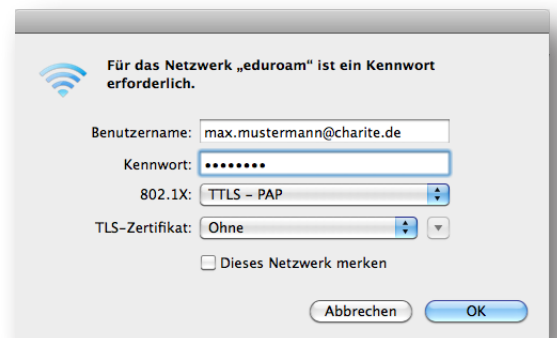 Für das Netzwerk „eduroam“ ist ein Kennwort
erforderlich.
Benutzername: max.mustermann@charite.de
Kennwort: ••••••••
802.1X: TTLS – PAP
TLS-Zertifikat: Ohne
Dieses Netzwerk merken
Abbrechen OK